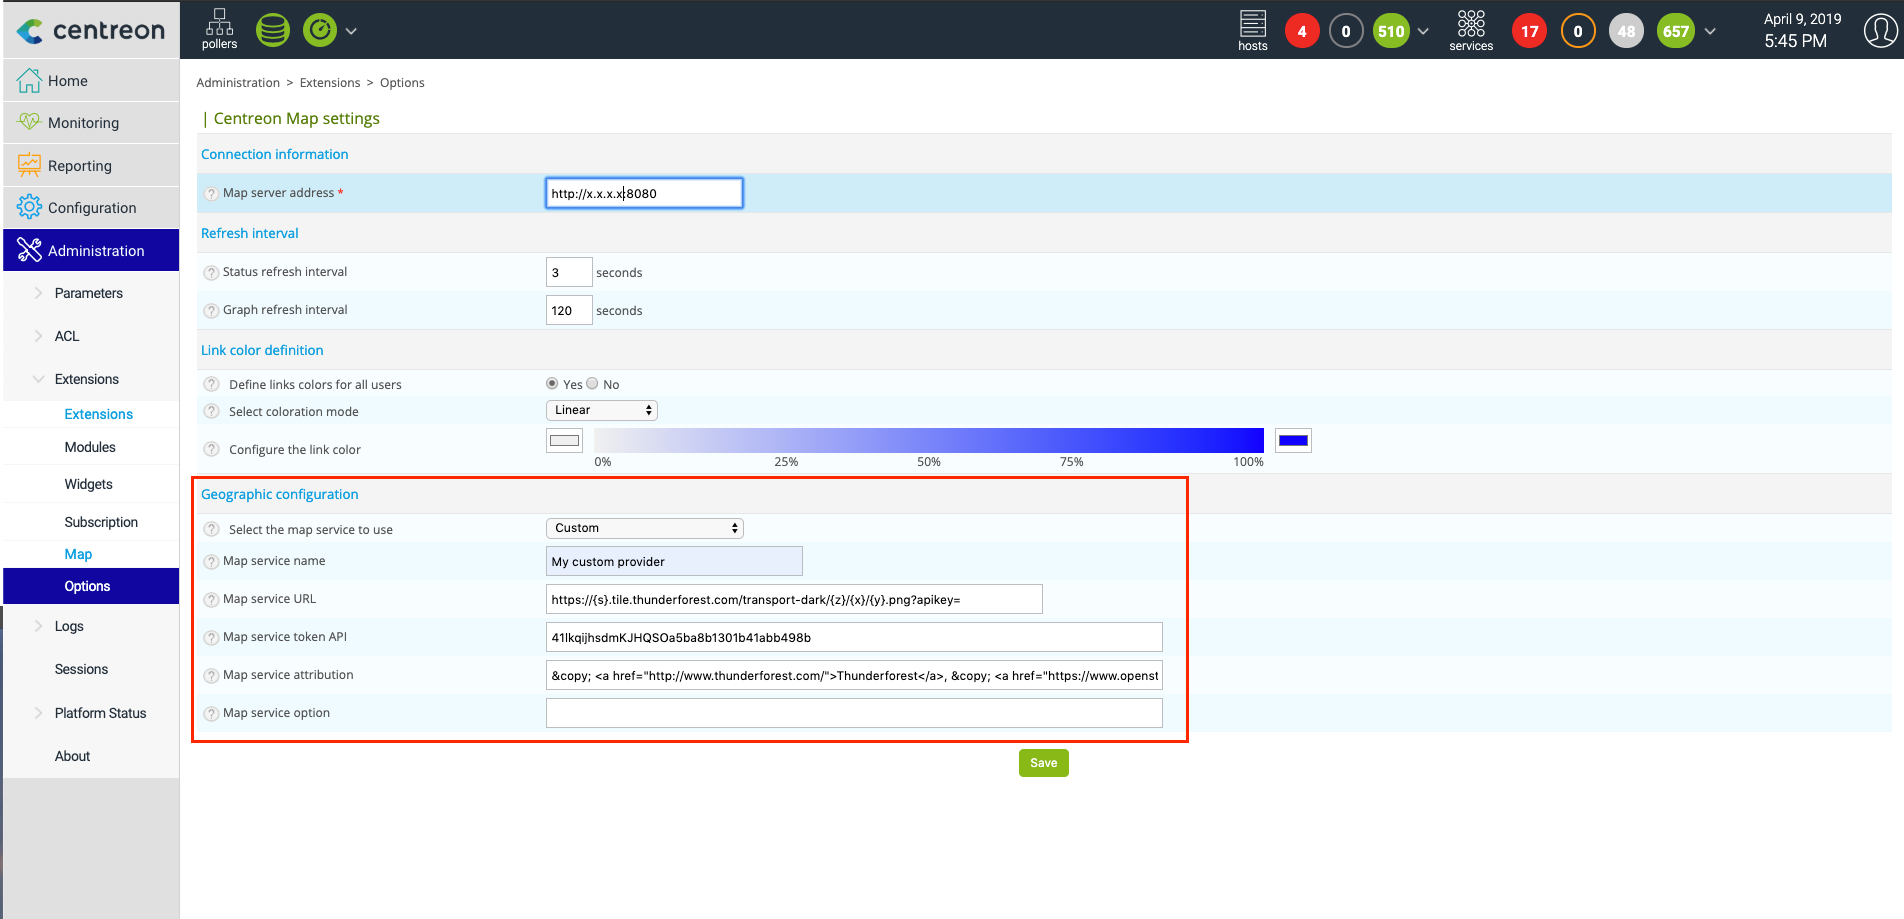 centreon
pollers
hosts
4
0
510
services
17
0
48
657
April 9, 2019
5:45 PM
Home
Monitoring
Reporting
Configuration
Administration
Parameters
ACL
Extensions
Extensions
Modules
Widgets
Subscription
Map
Options
Logs
Sessions
Platform Status
About
Administration > Extensions > Options
| Centreon Map settings
Connection information
? Map server address * http://x.x.x.x:8080
Refresh interval
? Status refresh interval 3 seconds
? Graph refresh interval 120 seconds
Link color definition
? Define links colors for all users Yes No
? Select coloration mode Linear
? Configure the link color
0% 25% 50% 75% 100%
Geographic configuration
? Select the map service to use Custom
? Map service name My custom provider
? Map service URL https://{s}.tile.thunderforest.com/transport-dark/{z}/{x}/{y}.png?apikey=
? Map service token API 41lkqijhsdmKJHQSOa5ba8b1301b41abb498b
? Map service attribution &copy; <a href="http://www.thunderforest.com/">Thunderforest</a>, &copy; <a href="https://www.openst
? Map service option
Save